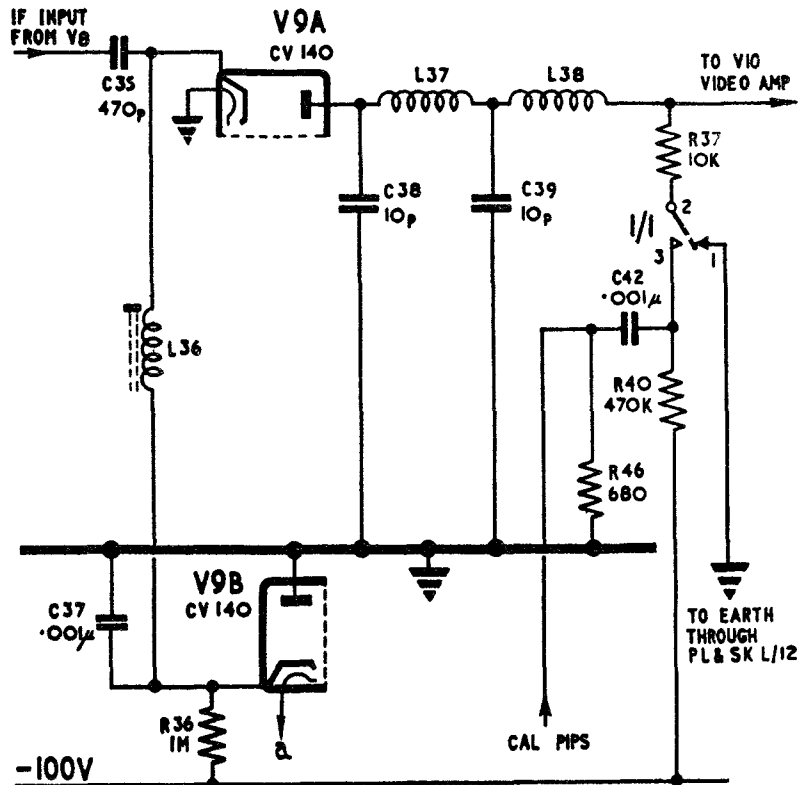 IF INPUT
FROM V8
V9A
CV 140
C35
470p
L37
L38
TO V10
VIDEO AMP
R37
10K
C38
10p
C39
10p
2
1/1
3
1
C42
·001µ
L36
R40
470K
R46
680
V9B
CV 140
C37
·001µ
TO EARTH
THROUGH
PL & SK L/12
R36
1M
a
CAL PIPS
-100V